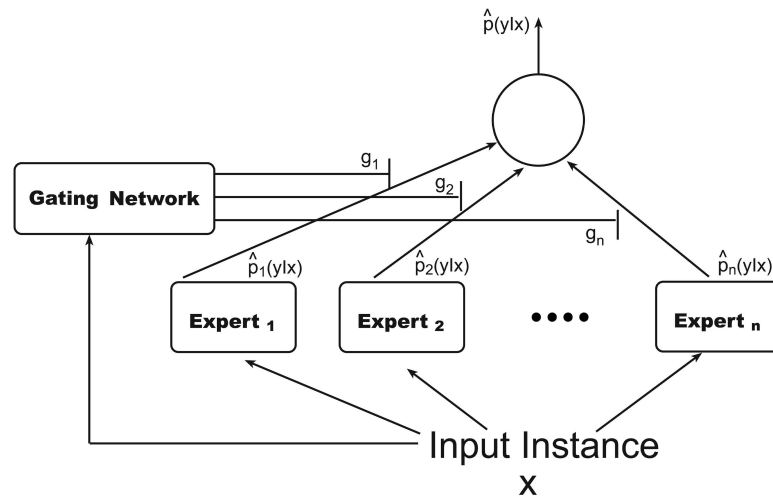 p̂(y|x)
g1
Gating Network
g2
gn
p̂1(y|x)
p̂2(y|x)
p̂n(y|x)
Expert 1
Expert 2
Expert n
Input Instance
x